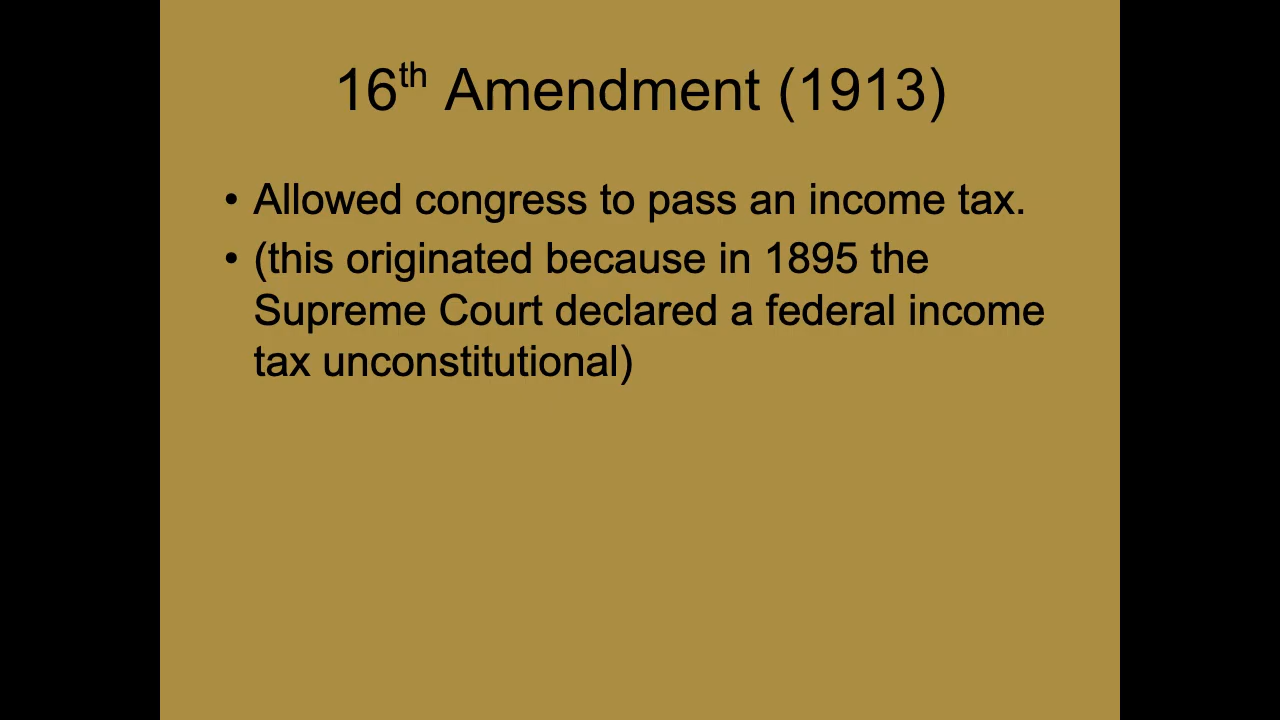 16th Amendment (1913)
• Allowed congress to pass an income tax.
• (this originated because in 1895 the
Supreme Court declared a federal income
tax unconstitutional)